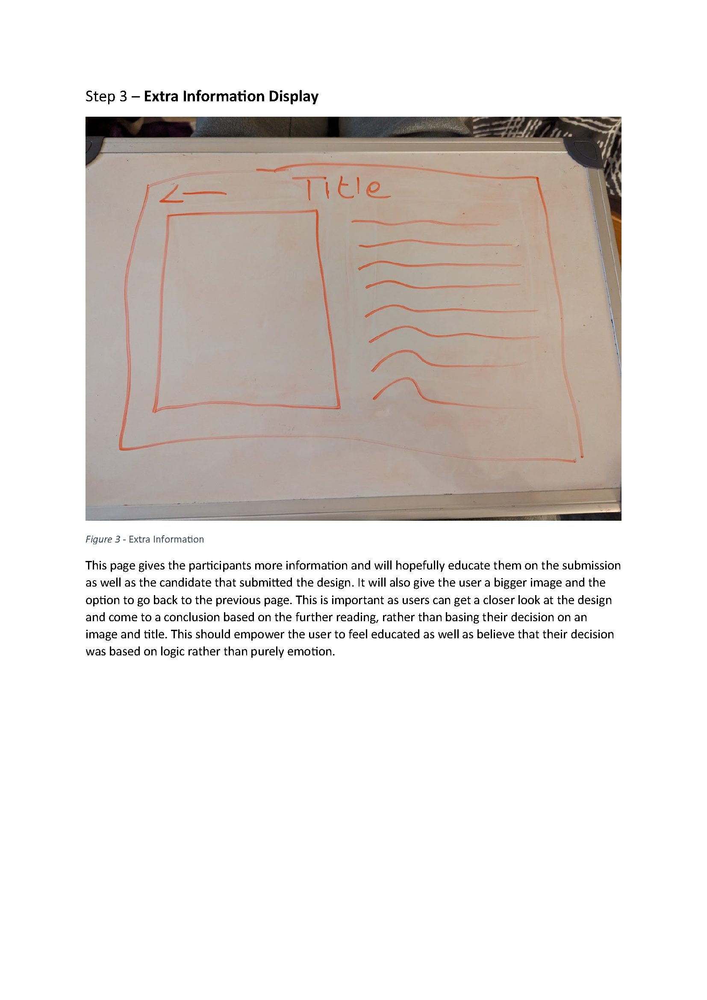 Step 3 – Extra Information Display
Title
Figure 3 - Extra Information
This page gives the participants more information and will hopefully educate them on the submission
as well as the candidate that submitted the design. It will also give the user a bigger image and the
option to go back to the previous page. This is important as users can get a closer look at the design
and come to a conclusion based on the further reading, rather than basing their decision on an
image and title. This should empower the user to feel educated as well as believe that their decision
was based on logic rather than purely emotion.